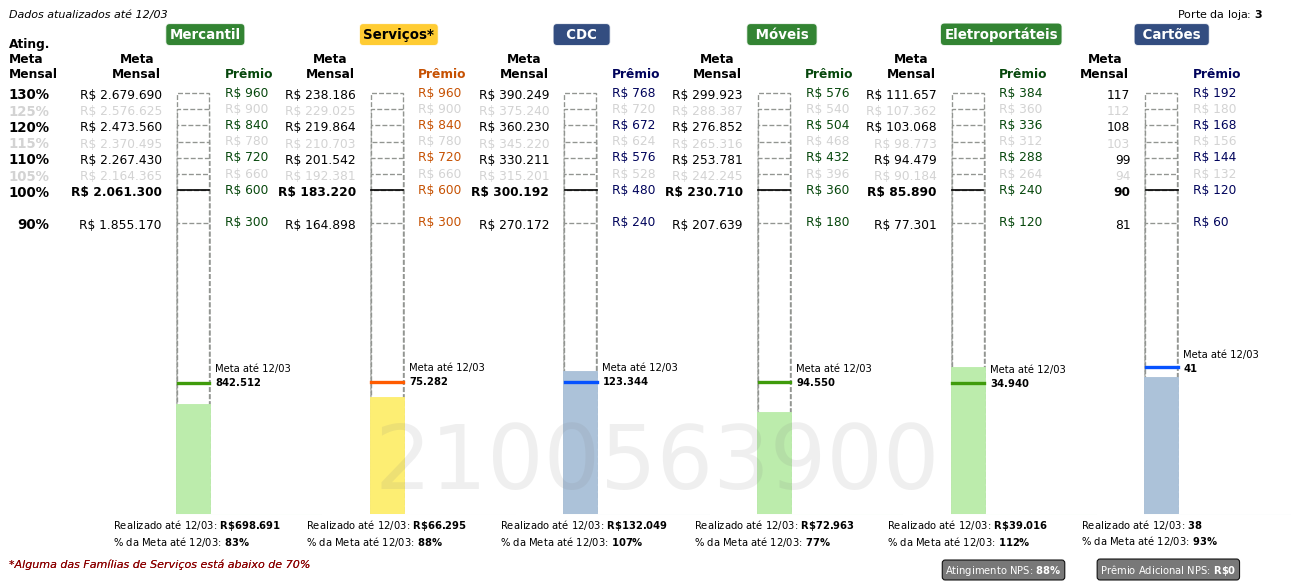 Dados atualizados até 12/03 Porte da loja: 3
Mercantil Serviços* CDC Móveis Eletroportáteis Cartões
Ating.
Meta Meta Meta Meta Meta Meta Meta
Mensal Mensal Prêmio Mensal Prêmio Mensal Prêmio Mensal Prêmio Mensal Prêmio Mensal Prêmio
130% R$ 2.679.690 R$ 960 R$ 238.186 R$ 960 R$ 390.249 R$ 768 R$ 299.923 R$ 576 R$ 111.657 R$ 384 117 R$ 192
125% R$ 2.576.625 R$ 900 R$ 229.025 R$ 900 R$ 375.240 R$ 720 R$ 288.387 R$ 540 R$ 107.362 R$ 360 112 R$ 180
120% R$ 2.473.560 R$ 840 R$ 219.864 R$ 840 R$ 360.230 R$ 672 R$ 276.852 R$ 504 R$ 103.068 R$ 336 108 R$ 168
115% R$ 2.370.495 R$ 780 R$ 210.703 R$ 780 R$ 345.220 R$ 624 R$ 265.316 R$ 468 R$ 98.773 R$ 312 103 R$ 156
110% R$ 2.267.430 R$ 720 R$ 201.542 R$ 720 R$ 330.211 R$ 576 R$ 253.781 R$ 432 R$ 94.479 R$ 288 99 R$ 144
105% R$ 2.164.365 R$ 660 R$ 192.381 R$ 660 R$ 315.201 R$ 528 R$ 242.245 R$ 396 R$ 90.184 R$ 264 94 R$ 132
100% R$ 2.061.300 R$ 600 R$ 183.220 R$ 600 R$ 300.192 R$ 480 R$ 230.710 R$ 360 R$ 85.890 R$ 240 90 R$ 120
90% R$ 1.855.170 R$ 300 R$ 164.898 R$ 300 R$ 270.172 R$ 240 R$ 207.639 R$ 180 R$ 77.301 R$ 120 81 R$ 60
Meta até 12/03 Meta até 12/03 Meta até 12/03 Meta até 12/03 Meta até 12/03 Meta até 12/03
842.512 75.282 123.344 94.550 34.940 41
2100563900
Realizado até 12/03: R$698.691 Realizado até 12/03: R$66.295 Realizado até 12/03: R$132.049 Realizado até 12/03: R$72.963 Realizado até 12/03: R$39.016 Realizado até 12/03: 38
% da Meta até 12/03: 83% % da Meta até 12/03: 88% % da Meta até 12/03: 107% % da Meta até 12/03: 77% % da Meta até 12/03: 112% % da Meta até 12/03: 93%
*Alguma das Famílias de Serviços está abaixo de 70% Atingimento NPS: 88% Prêmio Adicional NPS: R$0